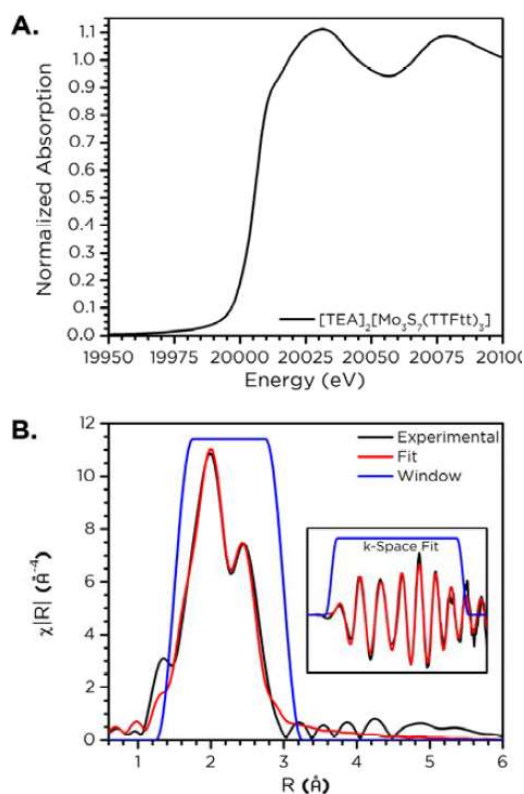 A.
1.1
1.0
0.9
0.8
0.7
0.6
0.5
0.4
0.3
0.2
0.1
0.0
Normalized Absorption
[TEA]₂[Mo₃S₇(TTFtt)₃]
19950 19975 20000 20025 20050 20075 20100
Energy (eV)
B.
12
10
8
6
4
2
0
χ|R| (Å⁻⁴)
Experimental
Fit
Window
k-Space Fit
1 2 3 4 5 6
R (Å)